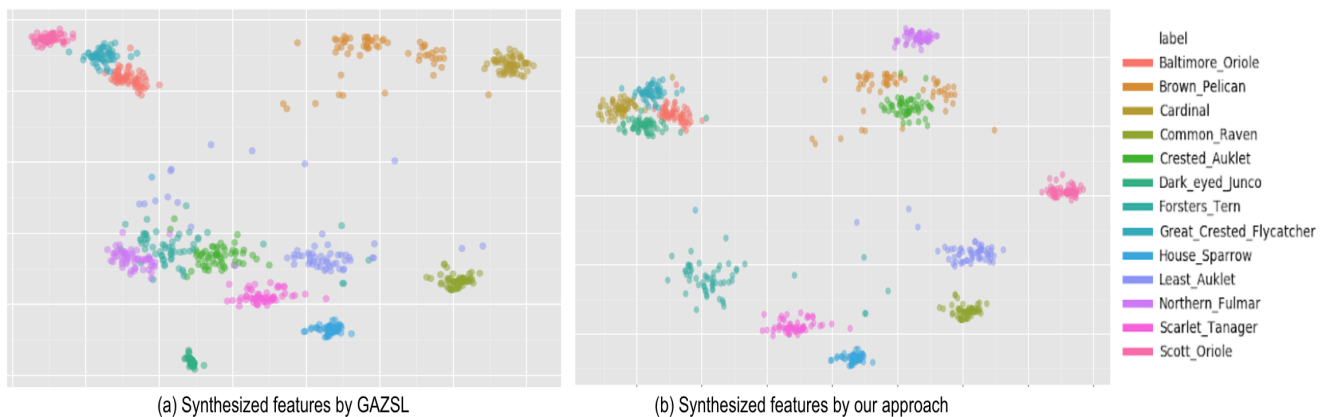 label
Baltimore_Oriole
Brown_Pelican
Cardinal
Common_Raven
Crested_Auklet
Dark_eyed_Junco
Forsters_Tern
Great_Crested_Flycatcher
House_Sparrow
Least_Auklet
Northern_Fulmar
Scarlet_Tanager
Scott_Oriole
(a) Synthesized features by GAZSL
(b) Synthesized features by our approach